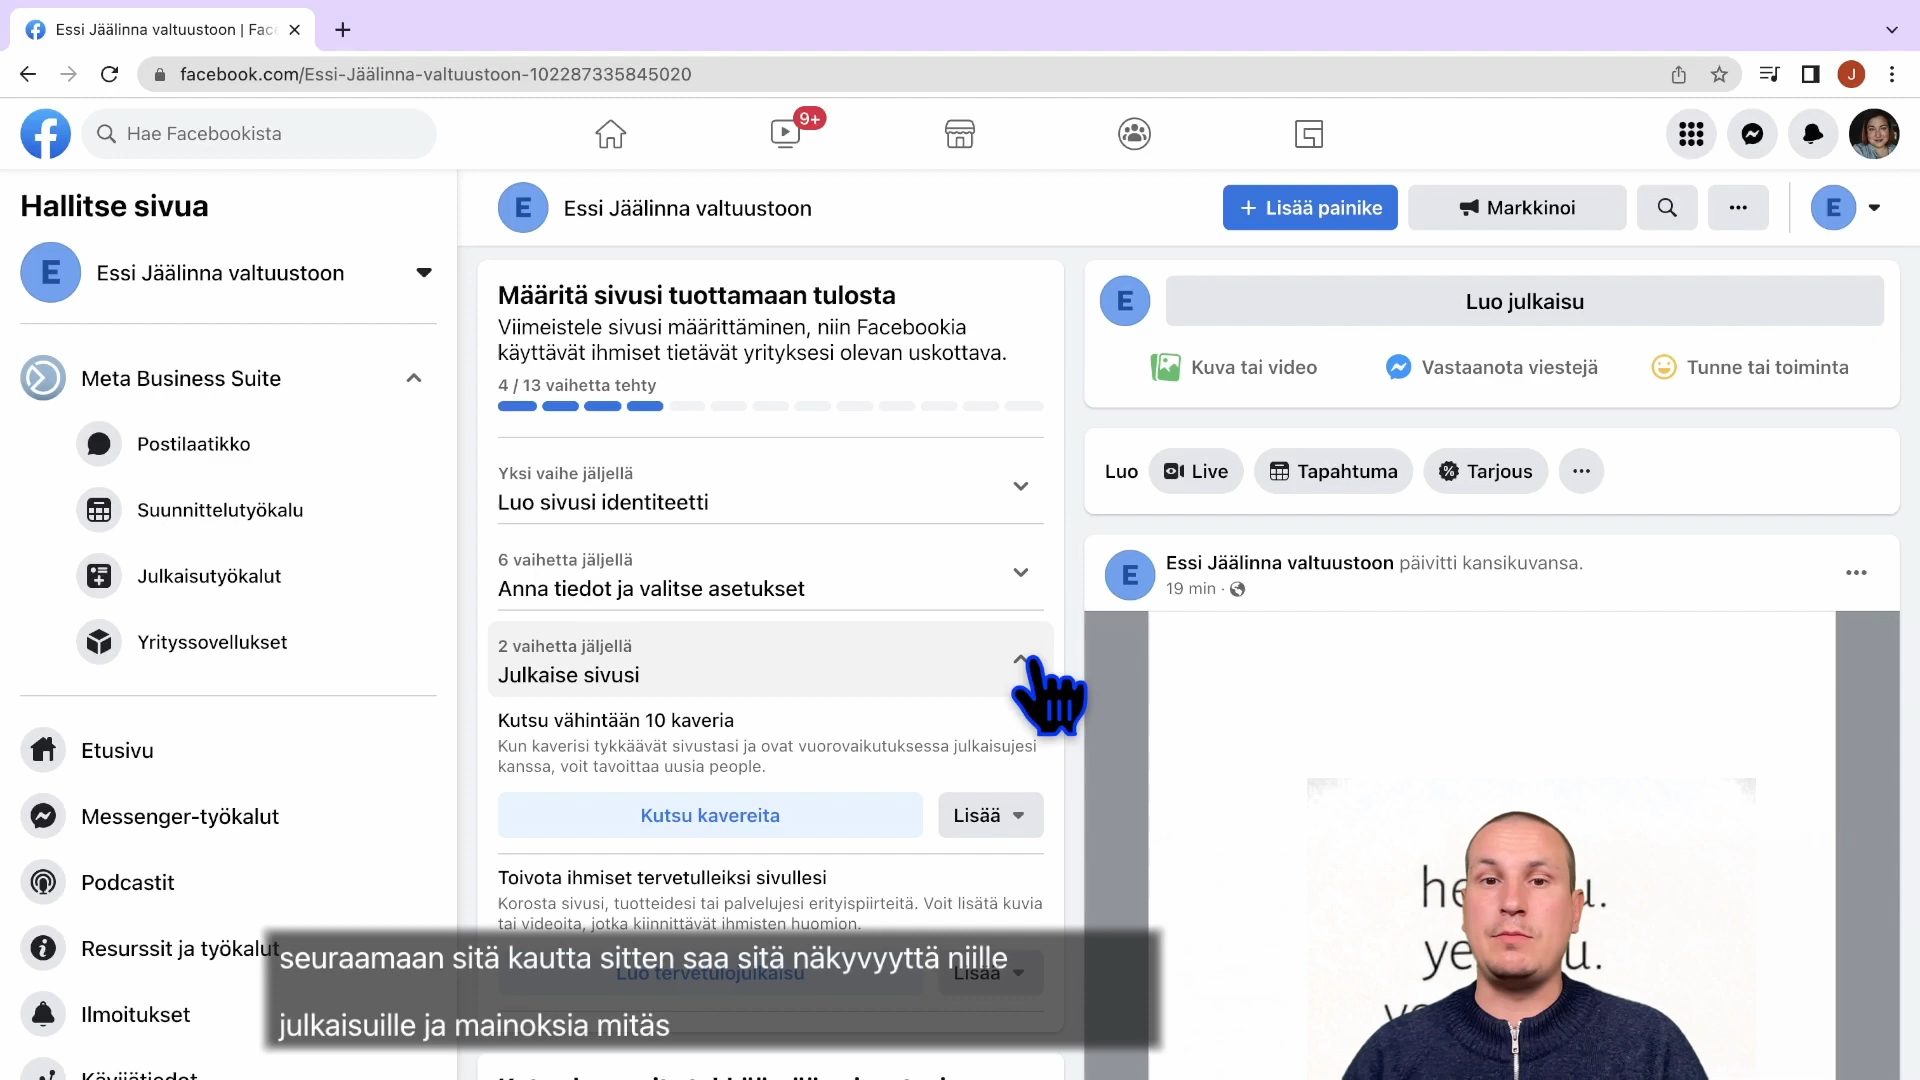 Essi Jäälinna valtuustoon | Fac
facebook.com/Essi-Jäälinna-valtuustoon-102287335845020
J
Hae Facebookista
9+
Hallitse sivua
E
Essi Jäälinna valtuustoon
Meta Business Suite
Postilaatikko
Suunnittelutyökalu
Julkaisutyökalut
Yrityssovellukset
Etusivu
Messenger-työkalut
Podcastit
Resurssit ja työkalut
Ilmoitukset
Kävijätiedot
E
Essi Jäälinna valtuustoon
+ Lisää painike
Markkinoi
E
Määritä sivusi tuottamaan tulosta
Viimeistele sivusi määrittäminen, niin Facebookia
käyttävät ihmiset tietävät yrityksesi olevan uskottava.
4 / 13 vaihetta tehty
Yksi vaihe jäljellä
Luo sivusi identiteetti
6 vaihetta jäljellä
Anna tiedot ja valitse asetukset
2 vaihetta jäljellä
Julkaise sivusi
Kutsu vähintään 10 kaveria
Kun kaverisi tykkäävät sivustasi ja ovat vuorovaikutuksessa julkaisujesi
kanssa, voit tavoittaa uusia people.
Kutsu kavereita
Lisää
Toivota ihmiset tervetulleiksi sivullesi
Korosta sivusi, tuotteidesi tai palvelujesi erityispiirteitä. Voit lisätä kuvia
tai videoita, jotka kiinnittävät ihmisten huomion.
Luo tervetulojulkaisu
Lisää
seuraamaan sitä kautta sitten saa sitä näkyvyyttä niille
julkaisuille ja mainoksia mitäs
E
Luo julkaisu
Kuva tai video
Vastaanota viestejä
Tunne tai toiminta
Luo
Live
Tapahtuma
Tarjous
E
Essi Jäälinna valtuustoon päivitti kansikuvansa.
19 min ·